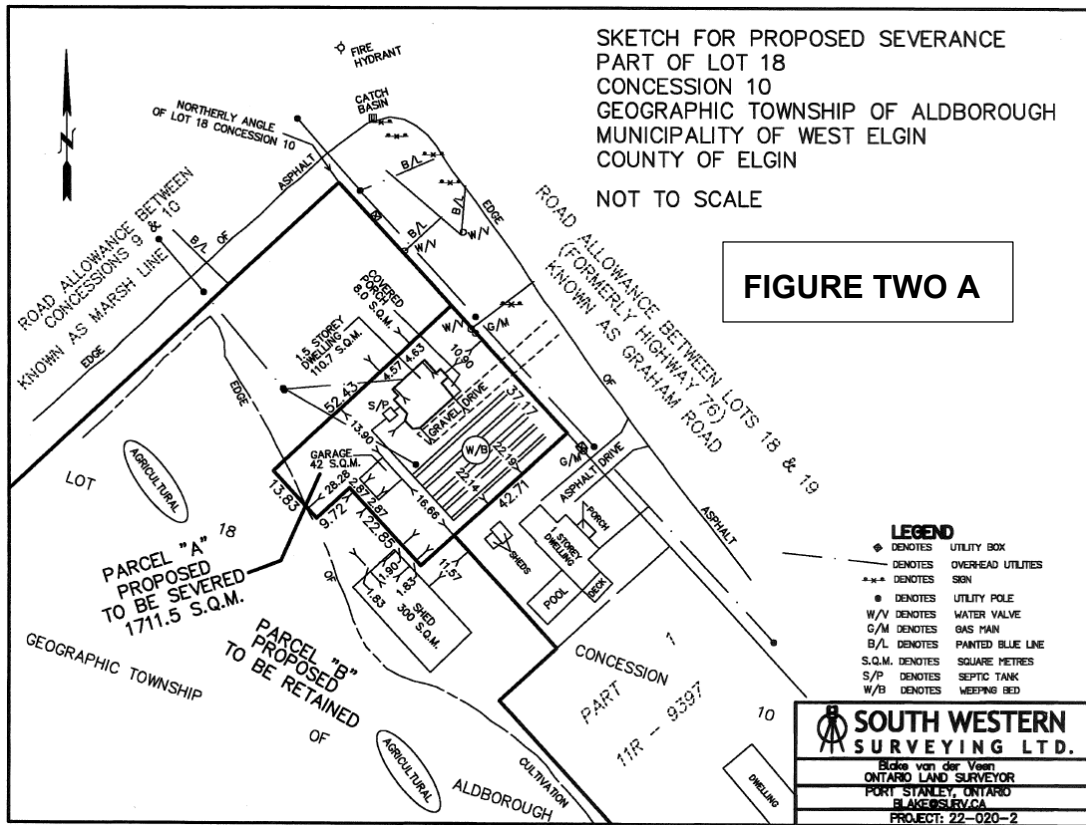 SKETCH FOR PROPOSED SEVERANCE
PART OF LOT 18
CONCESSION 10
GEOGRAPHIC TOWNSHIP OF ALDBOROUGH
MUNICIPALITY OF WEST ELGIN
COUNTY OF ELGIN
NOT TO SCALE
FIGURE TWO A
N
FIRE
HYDRANT
CATCH
BASIN
NORTHERLY ANGLE
OF LOT 18 CONCESSION 10
EDGE
OF
ASPHALT
B/L
ROAD ALLOWANCE BETWEEN
CONCESSIONS 9 & 10
KNOWN AS MARSH LINE
B/L
B/L
B/L
W/V
W/V
EDGE
OF
ASPHALT
ROAD ALLOWANCE BETWEEN LOTS 18 & 19
(FORMERLY HIGHWAY 76)
KNOWN AS GRAHAM ROAD
COVERED
PORCH
8.0 S.Q.M.
1.5 STOREY
DWELLING
110.7 S.Q.M.
W/V
G/M
52.43
4.57
4.63
10.90
S/P
GRAVEL DRIVE
37.17
13.90
W/B
22.19
22.14
GARAGE
42 S.Q.M.
28.28
2.87
2.87
16.66
42.71
13.83
9.72
22.85
11.57
G/M
ASPHALT DRIVE
PORCH
1 STOREY
DWELLING
SHEDS
POOL
DECK
1.90
1.83
1.83
SHED
300 S.Q.M.
EDGE
OF
CULTIVATION
LOT
18
AGRICULTURAL
PARCEL "A"
PROPOSED
TO BE SEVERED
1711.5 S.Q.M.
PARCEL "B"
PROPOSED
TO BE RETAINED
GEOGRAPHIC TOWNSHIP
OF
ALDBOROUGH
AGRICULTURAL
CONCESSION
10
PART 1
11R - 9397
DWELLING
LEGEND
DENOTES UTILITY BOX
DENOTES OVERHEAD UTILITIES
DENOTES SIGN
DENOTES UTILITY POLE
W/V DENOTES WATER VALVE
G/M DENOTES GAS MAIN
B/L DENOTES PAINTED BLUE LINE
S.Q.M. DENOTES SQUARE METRES
S/P DENOTES SEPTIC TANK
W/B DENOTES WEEPING BED
SOUTH WESTERN
SURVEYING LTD.
Blake van der Veen
ONTARIO LAND SURVEYOR
PORT STANLEY, ONTARIO
BLAKE@SURV.CA
PROJECT: 22-020-2